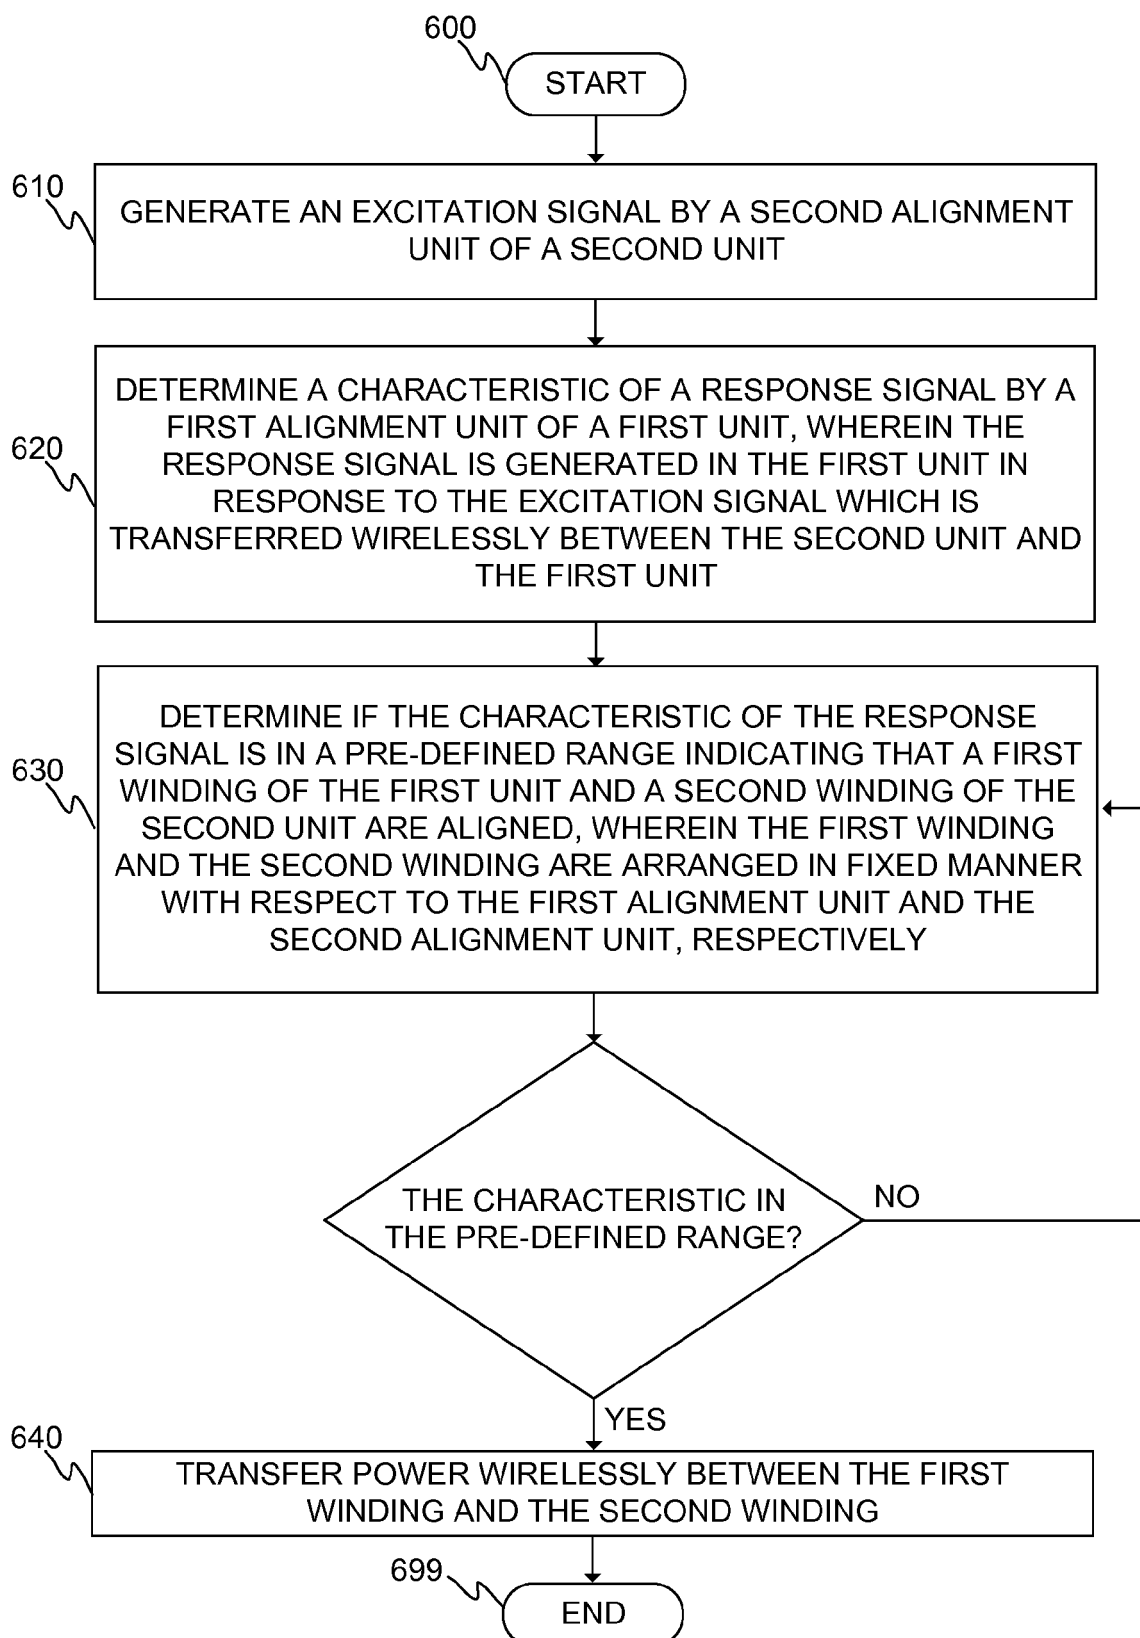 600
START
610
GENERATE AN EXCITATION SIGNAL BY A SECOND ALIGNMENT
UNIT OF A SECOND UNIT
620
DETERMINE A CHARACTERISTIC OF A RESPONSE SIGNAL BY A
FIRST ALIGNMENT UNIT OF A FIRST UNIT, WHEREIN THE
RESPONSE SIGNAL IS GENERATED IN THE FIRST UNIT IN
RESPONSE TO THE EXCITATION SIGNAL WHICH IS
TRANSFERRED WIRELESSLY BETWEEN THE SECOND UNIT AND
THE FIRST UNIT
630
DETERMINE IF THE CHARACTERISTIC OF THE RESPONSE
SIGNAL IS IN A PRE-DEFINED RANGE INDICATING THAT A FIRST
WINDING OF THE FIRST UNIT AND A SECOND WINDING OF THE
SECOND UNIT ARE ALIGNED, WHEREIN THE FIRST WINDING
AND THE SECOND WINDING ARE ARRANGED IN FIXED MANNER
WITH RESPECT TO THE FIRST ALIGNMENT UNIT AND THE
SECOND ALIGNMENT UNIT, RESPECTIVELY
THE CHARACTERISTIC IN
THE PRE-DEFINED RANGE?
NO
YES
640
TRANSFER POWER WIRELESSLY BETWEEN THE FIRST
WINDING AND THE SECOND WINDING
699
END